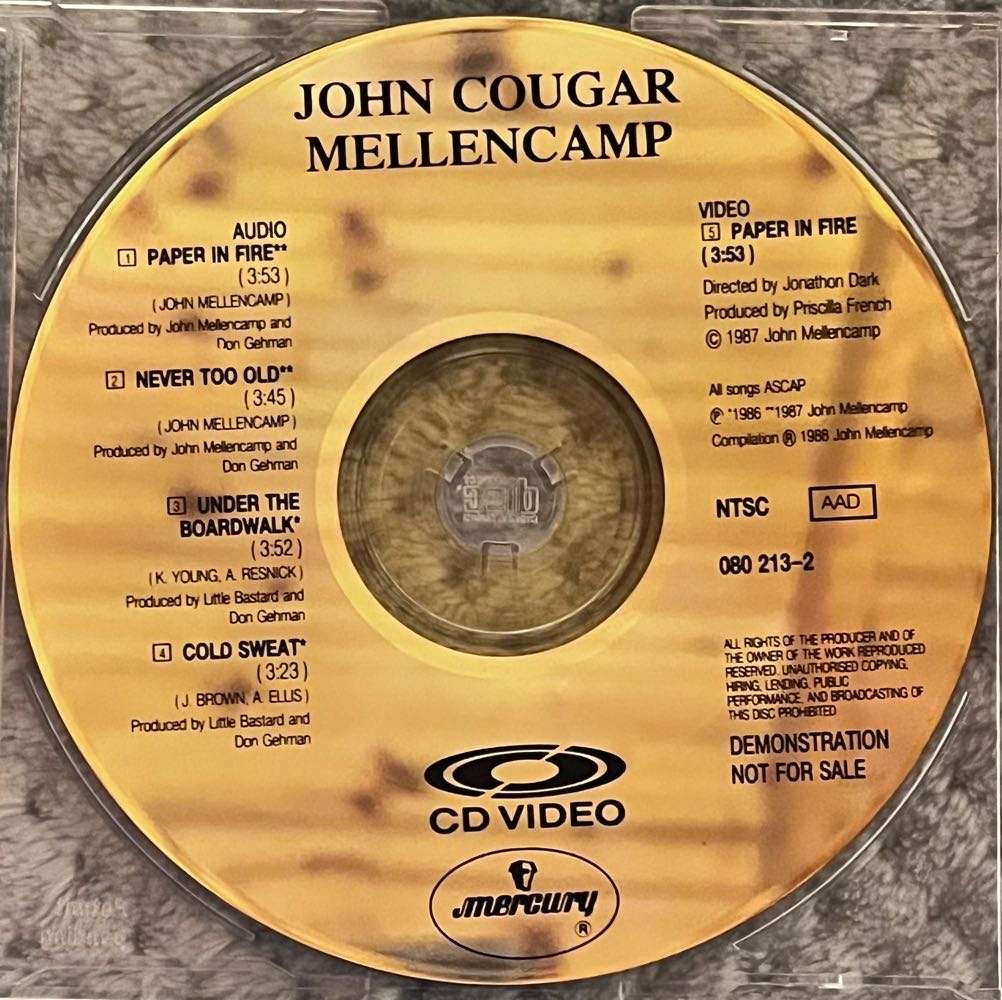 JOHN COUGAR
MELLENCAMP
AUDIO
1 PAPER IN FIRE**
(3:53)
(JOHN MELLENCAMP)
Produced by John Mellencamp and
Don Gehman
2 NEVER TOO OLD**
(3:45)
(JOHN MELLENCAMP)
Produced by John Mellencamp and
Don Gehman
3 UNDER THE
BOARDWALK*
(3:52)
(K. YOUNG, A. RESNICK)
Produced by Little Bastard and
Don Gehman
4 COLD SWEAT*
(3:23)
(J. BROWN, A. ELLIS)
Produced by Little Bastard and
Don Gehman
VIDEO
5 PAPER IN FIRE
(3:53)
Directed by Jonathon Dark
Produced by Priscilla French
© 1987 John Mellencamp
All songs ASCAP
℗ *1986 **1987 John Mellencamp
Compilation ® 1988 John Mellencamp
NTSC AAD
080 213-2
ALL RIGHTS OF THE PRODUCER AND OF
THE OWNER OF THE WORK REPRODUCED
RESERVED. UNAUTHORISED COPYING,
HIRING, LENDING, PUBLIC
PERFORMANCE, AND BROADCASTING OF
THIS DISC PROHIBITED
DEMONSTRATION
NOT FOR SALE
CD VIDEO
mercury ®